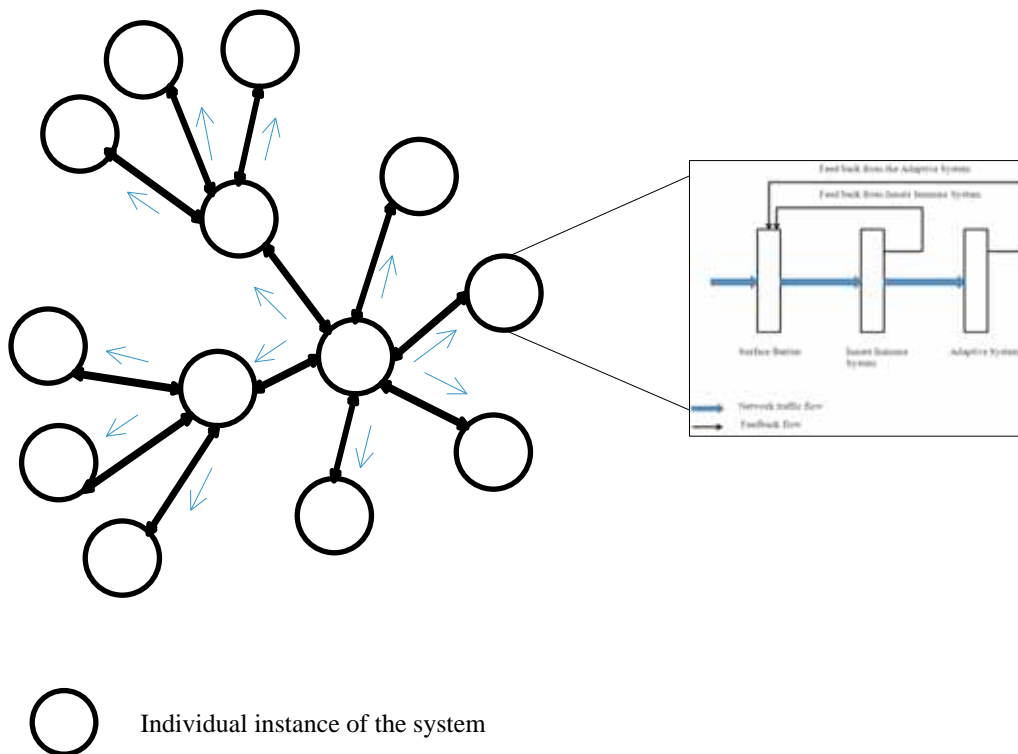 Feed back from the Adaptive System
Feed back from Innate Immune System
Surface Barrier
Innate Immune
System
Adaptive System
Network traffic flow
Feedback flow
Individual instance of the system